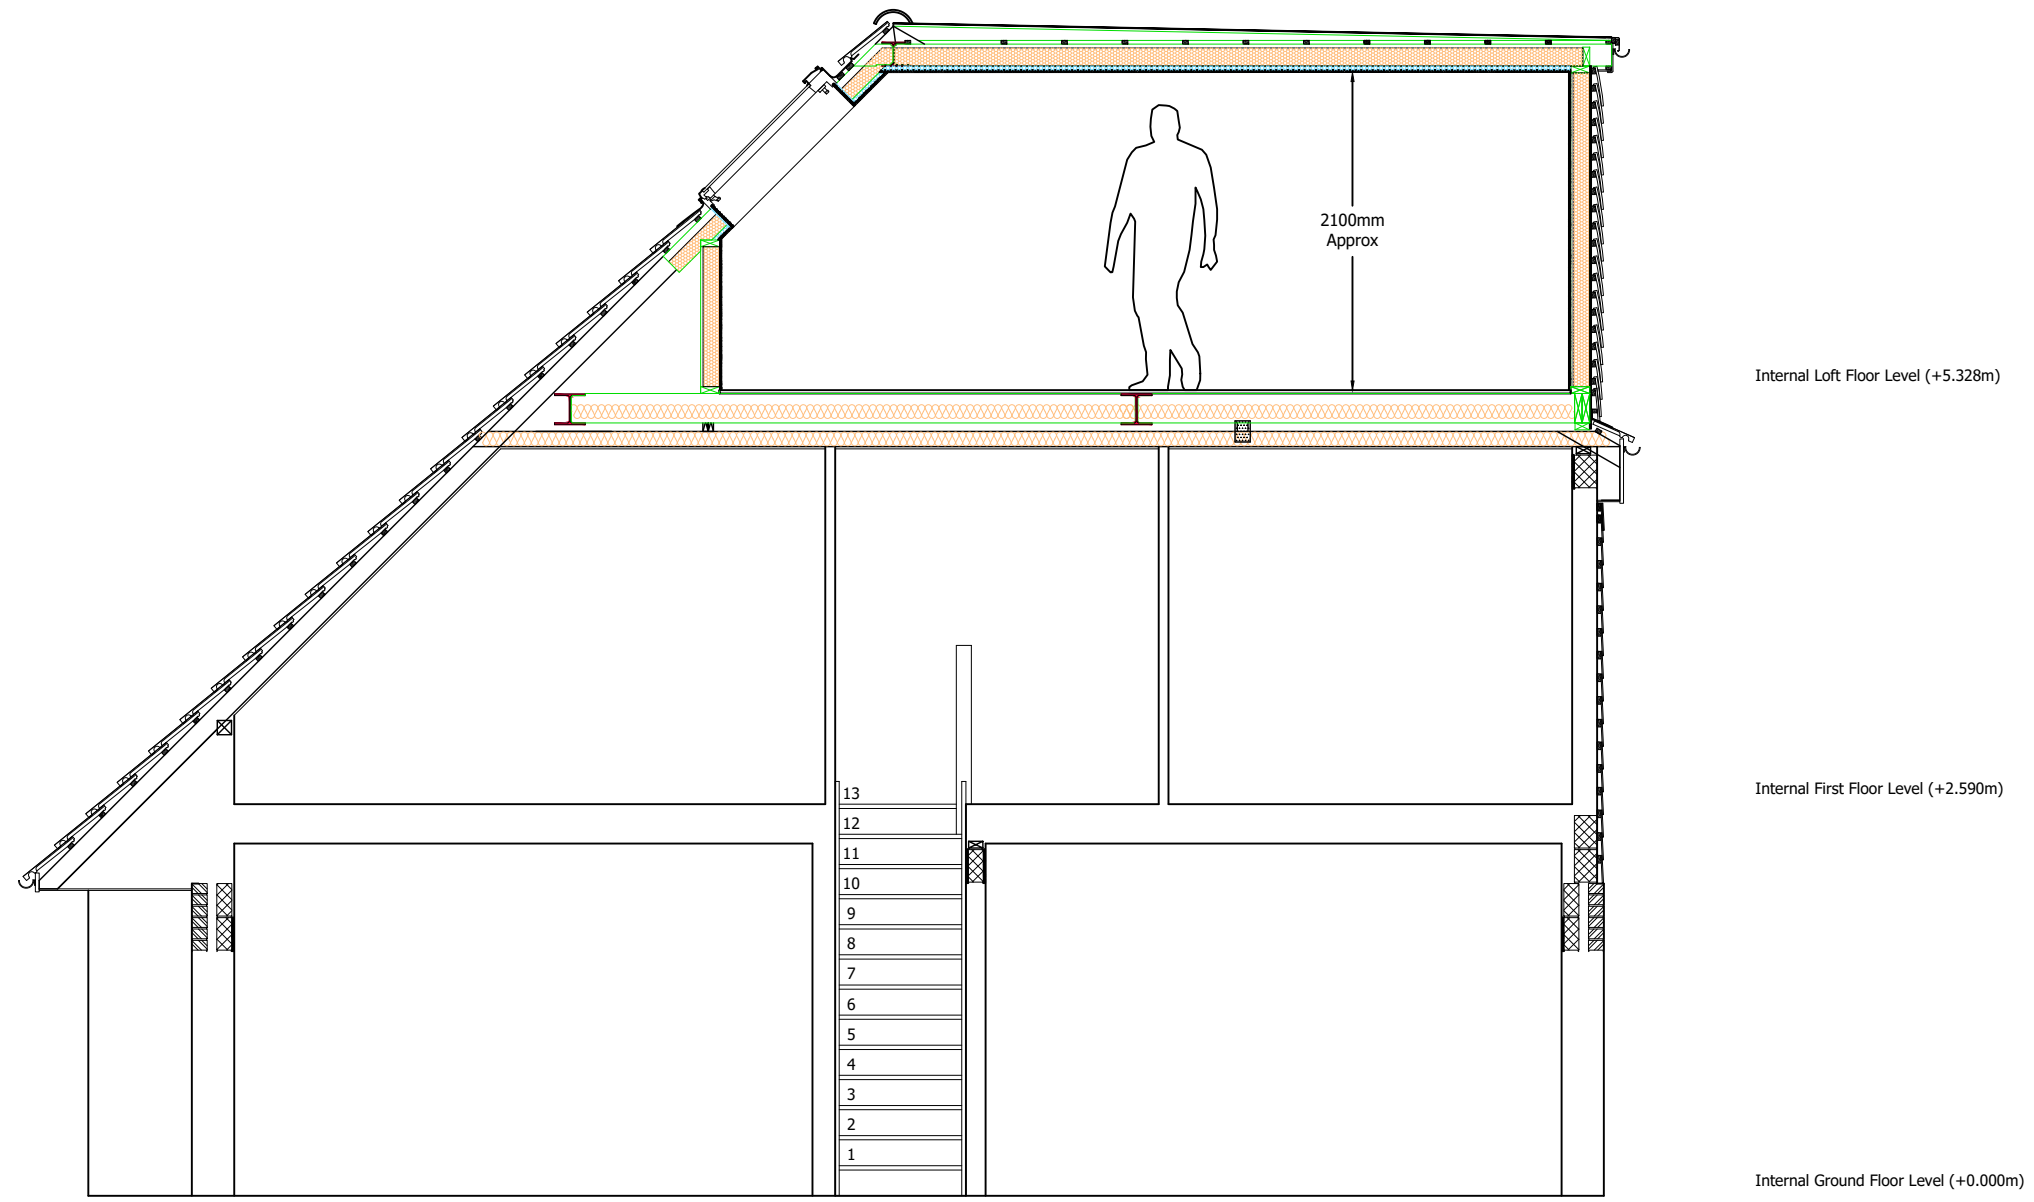 2100mm
Approx
Internal Loft Floor Level (+5.328m)
Internal First Floor Level (+2.590m)
13
12
11
10
9
8
7
6
5
4
3
2
1
Internal Ground Floor Level (+0.000m)